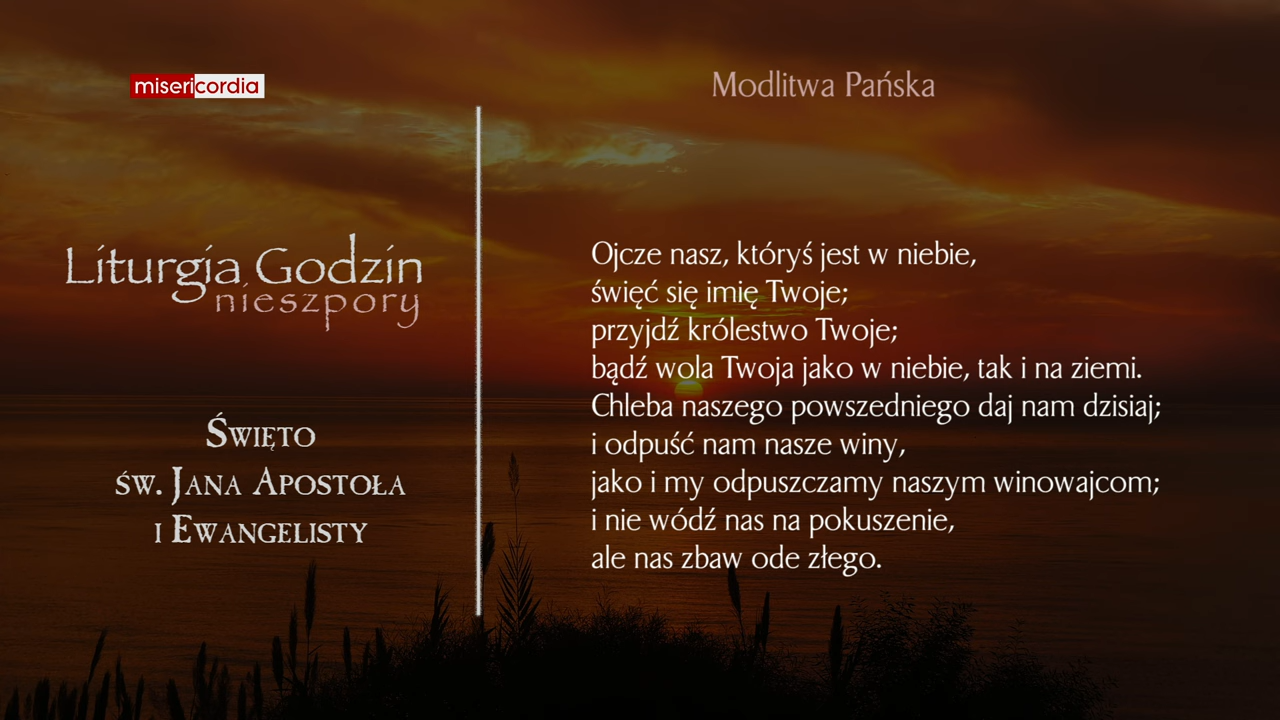 misericordia
Modlitwa Pańska
Liturgia Godzin
nieszpory
Święto
św. Jana Apostoła
i Ewangelisty
Ojcze nasz, któryś jest w niebie,
święć się imię Twoje;
przyjdź królestwo Twoje;
bądź wola Twoja jako w niebie, tak i na ziemi.
Chleba naszego powszedniego daj nam dzisiaj;
i odpuść nam nasze winy,
jako i my odpuszczamy naszym winowajcom;
i nie wódź nas na pokuszenie,
ale nas zbaw ode złego.